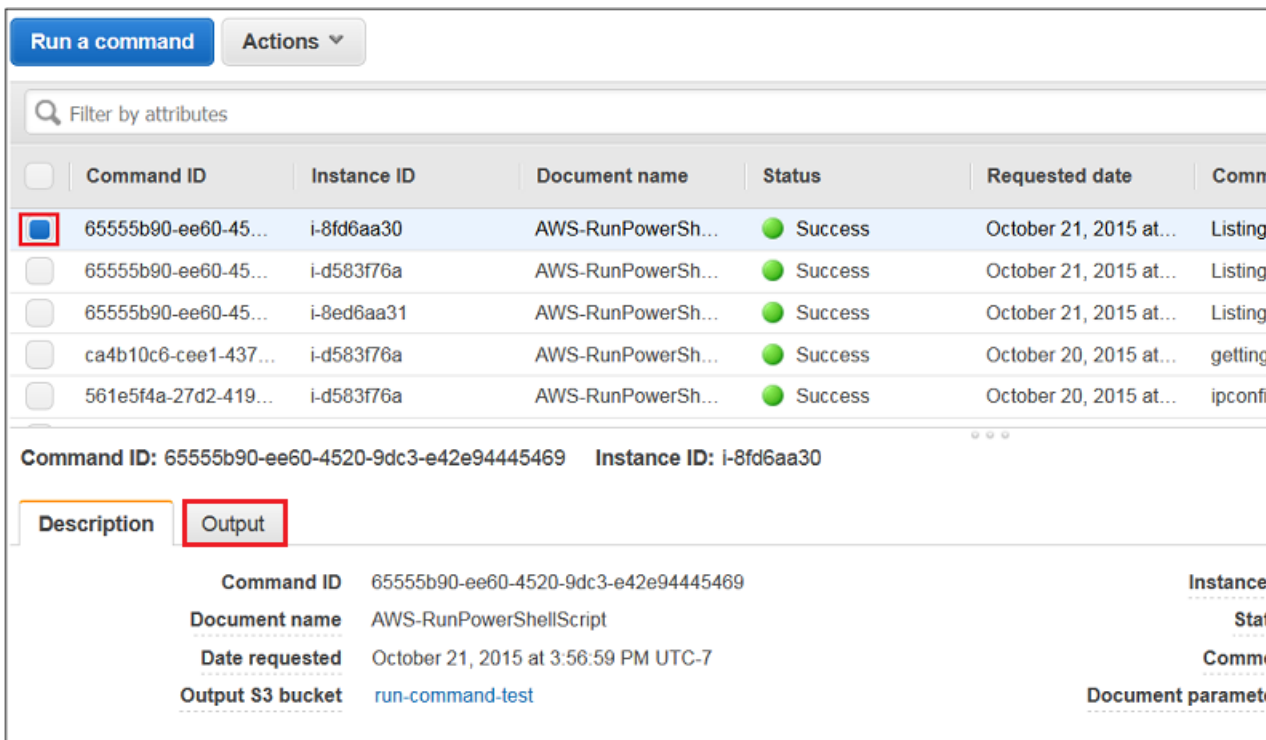 Run a command Actions
Filter by attributes
Command ID Instance ID Document name Status Requested date Comm
65555b90-ee60-45... i-8fd6aa30 AWS-RunPowerSh... Success October 21, 2015 at... Listing
65555b90-ee60-45... i-d583f76a AWS-RunPowerSh... Success October 21, 2015 at... Listing
65555b90-ee60-45... i-8ed6aa31 AWS-RunPowerSh... Success October 21, 2015 at... Listing
ca4b10c6-cee1-437... i-d583f76a AWS-RunPowerSh... Success October 20, 2015 at... getting
561e5f4a-27d2-419... i-d583f76a AWS-RunPowerSh... Success October 20, 2015 at... ipconfi
Command ID: 65555b90-ee60-4520-9dc3-e42e94445469 Instance ID: i-8fd6aa30
Description Output
Command ID 65555b90-ee60-4520-9dc3-e42e94445469 Instance
Document name AWS-RunPowerShellScript Stat
Date requested October 21, 2015 at 3:56:59 PM UTC-7 Comme
Output S3 bucket run-command-test Document paramete